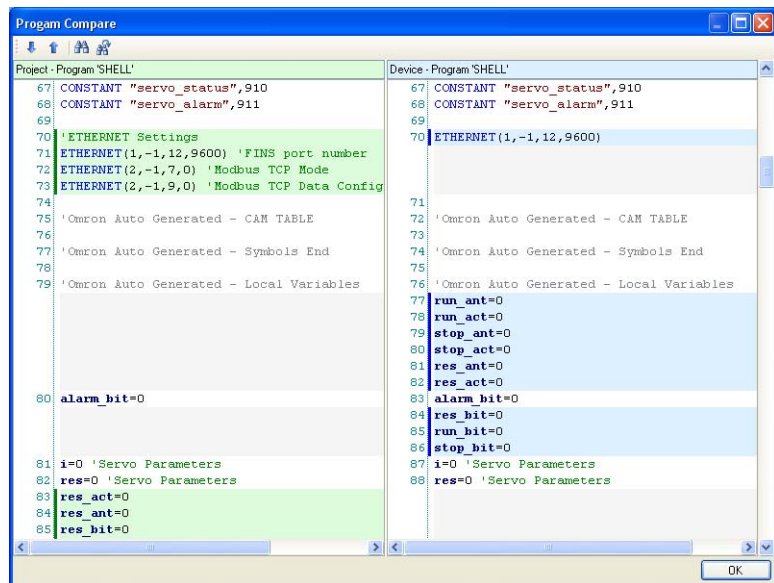 Progam Compare
Project - Program 'SHELL'
67 CONSTANT "servo_status",910
68 CONSTANT "servo_alarm",911
69
70 'ETHERNET Settings
71 ETHERNET(1,-1,12,9600) 'FINS port number
72 ETHERNET(2,-1,7,0) 'Modbus TCP Mode
73 ETHERNET(2,-1,9,0) 'Modbus TCP Data Config
74
75 'Omron Auto Generated - CAM TABLE
76
77 'Omron Auto Generated - Symbols End
78
79 'Omron Auto Generated - Local Variables
80 alarm_bit=0
81 i=0 'Servo Parameters
82 res=0 'Servo Parameters
83 res_act=0
84 res_ant=0
85 res_bit=0
Device - Program 'SHELL'
67 CONSTANT "servo_status",910
68 CONSTANT "servo_alarm",911
69
70 ETHERNET(1,-1,12,9600)
71
72 'Omron Auto Generated - CAM TABLE
73
74 'Omron Auto Generated - Symbols End
75
76 'Omron Auto Generated - Local Variables
77 run_ant=0
78 run_act=0
79 stop_ant=0
80 stop_act=0
81 res_ant=0
82 res_act=0
83 alarm_bit=0
84 res_bit=0
85 run_bit=0
86 stop_bit=0
87 i=0 'Servo Parameters
88 res=0 'Servo Parameters
OK